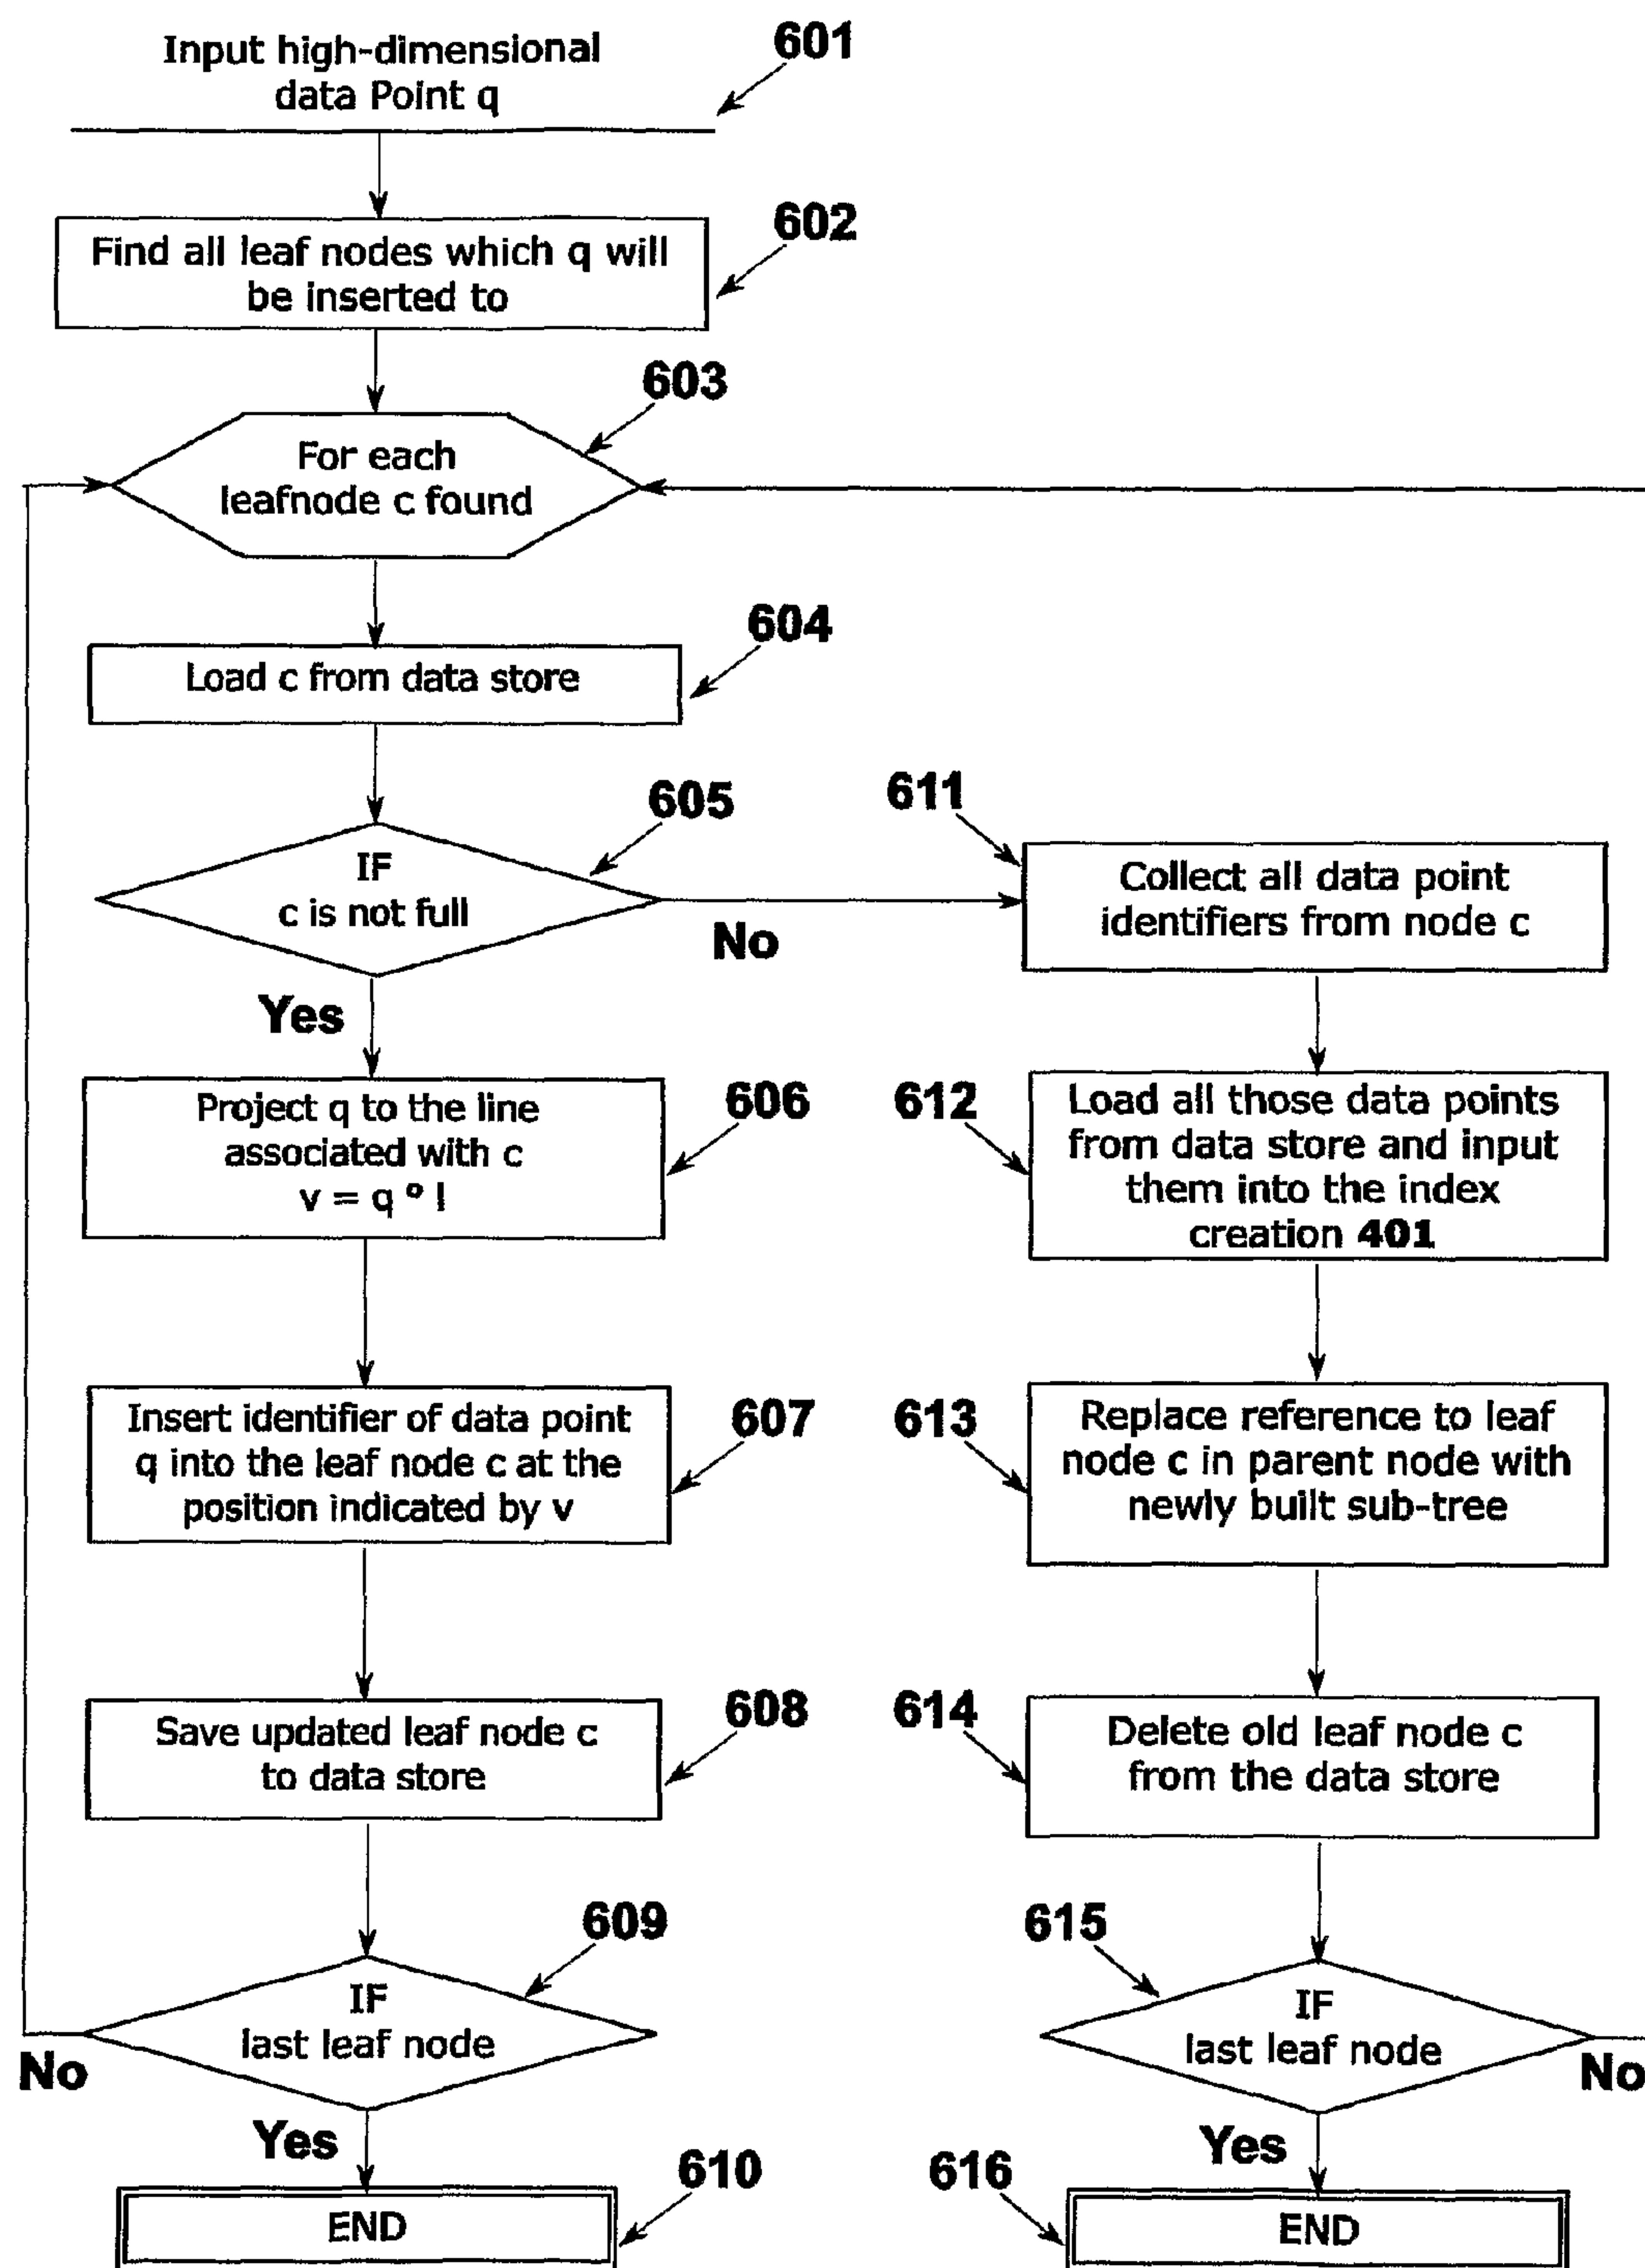 Input high-dimensional
data Point q
601
Find all leaf nodes which q will
be inserted to
602
603
For each
leafnode c found
Load c from data store
604
605
IF
c is not full
No
Yes
Project q to the line
associated with c
v = q º l
606
Insert identifier of data point
q into the leaf node c at the
position indicated by v
607
Save updated leaf node c
to data store
608
609
IF
last leaf node
No
Yes
END
610
611
Collect all data point
identifiers from node c
612
Load all those data points
from data store and input
them into the index
creation 401
613
Replace reference to leaf
node c in parent node with
newly built sub-tree
614
Delete old leaf node c
from the data store
615
IF
last leaf node
No
Yes
616
END